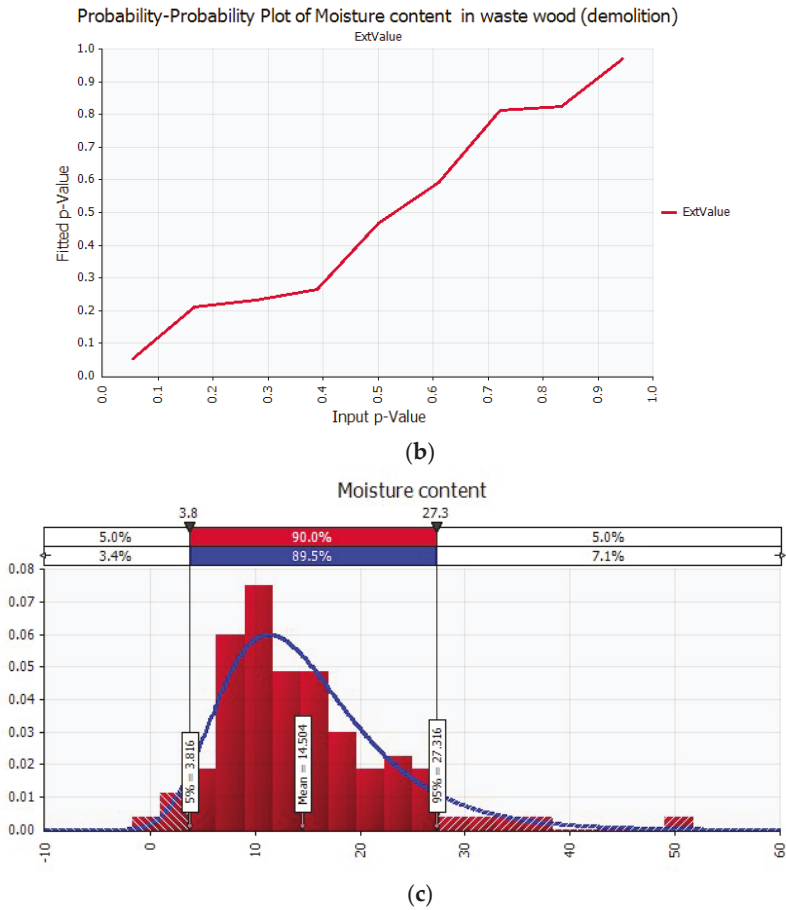 Probability-Probability Plot of Moisture content in waste wood (demolition)
ExtValue
1.0
0.9
0.8
0.7
0.6
0.5
0.4
0.3
0.2
0.1
0.0
Fitted p-Value
ExtValue
0.0 0.1 0.2 0.3 0.4 0.5 0.6 0.7 0.8 0.9 1.0
Input p-Value
(b)
Moisture content
3.8 27.3
5.0% 90.0% 5.0%
3.4% 89.5% 7.1%
0.08
0.07
0.06
0.05
0.04
0.03
0.02
0.01
0.00
5% = 3.816
Mean = 14.504
95% = 27.316
-10 0 10 20 30 40 50 60
(c)